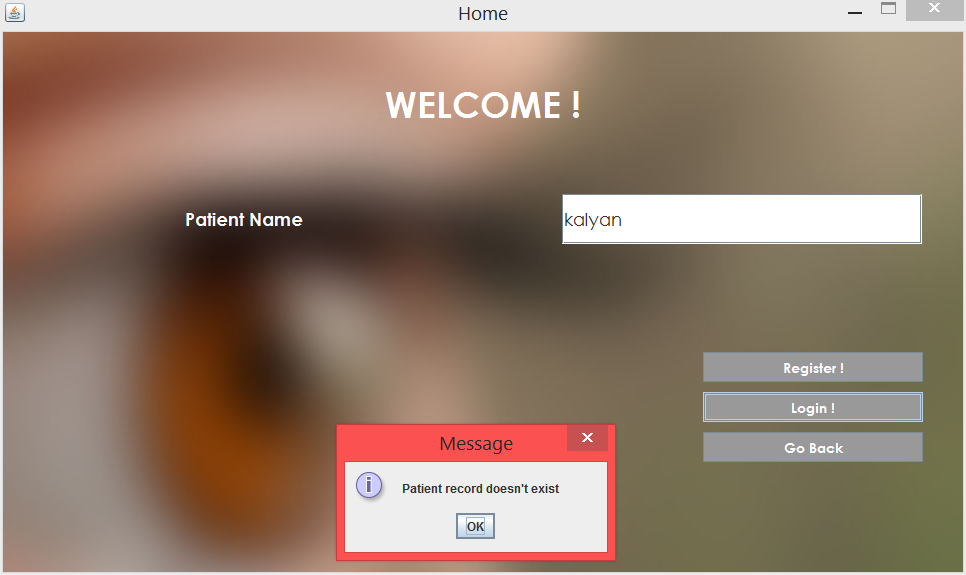 Home
WELCOME !
Patient Name
kalyan
Register !
Login !
Go Back
Message
Patient record doesn't exist
OK